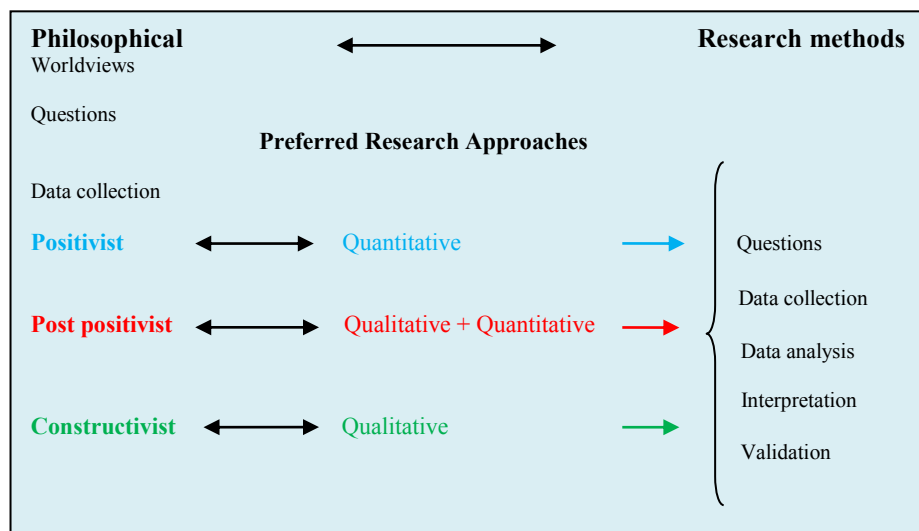 Philosophical Research methods
Worldviews
Questions
Preferred Research Approaches
Data collection
Positivist Quantitative
Questions
Data collection
Post positivist Qualitative + Quantitative
Data analysis
Interpretation
Constructivist Qualitative
Validation